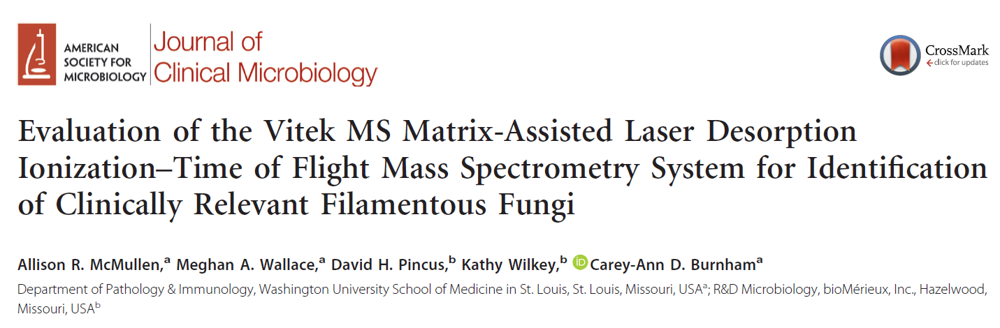 AMERICAN
SOCIETY FOR
MICROBIOLOGY
Journal of
Clinical Microbiology
CrossMark
click for updates
Evaluation of the Vitek MS Matrix-Assisted Laser Desorption
Ionization–Time of Flight Mass Spectrometry System for Identification
of Clinically Relevant Filamentous Fungi
Allison R. McMullen,ᵃ Meghan A. Wallace,ᵃ David H. Pincus,ᵇ Kathy Wilkey,ᵇ iD Carey-Ann D. Burnhamᵃ
Department of Pathology & Immunology, Washington University School of Medicine in St. Louis, St. Louis, Missouri, USAᵃ; R&D Microbiology, bioMérieux, Inc., Hazelwood,
Missouri, USAᵇ